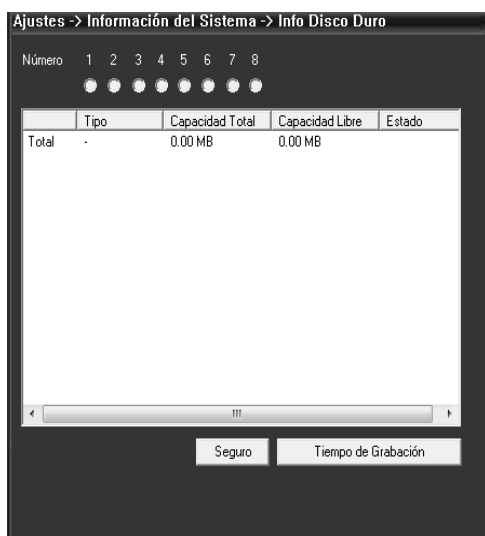 Ajustes -> Información del Sistema -> Info Disco Duro
Número 1 2 3 4 5 6 7 8
Tipo Capacidad Total Capacidad Libre Estado
Total - 0.00 MB 0.00 MB
Seguro Tiempo de Grabación